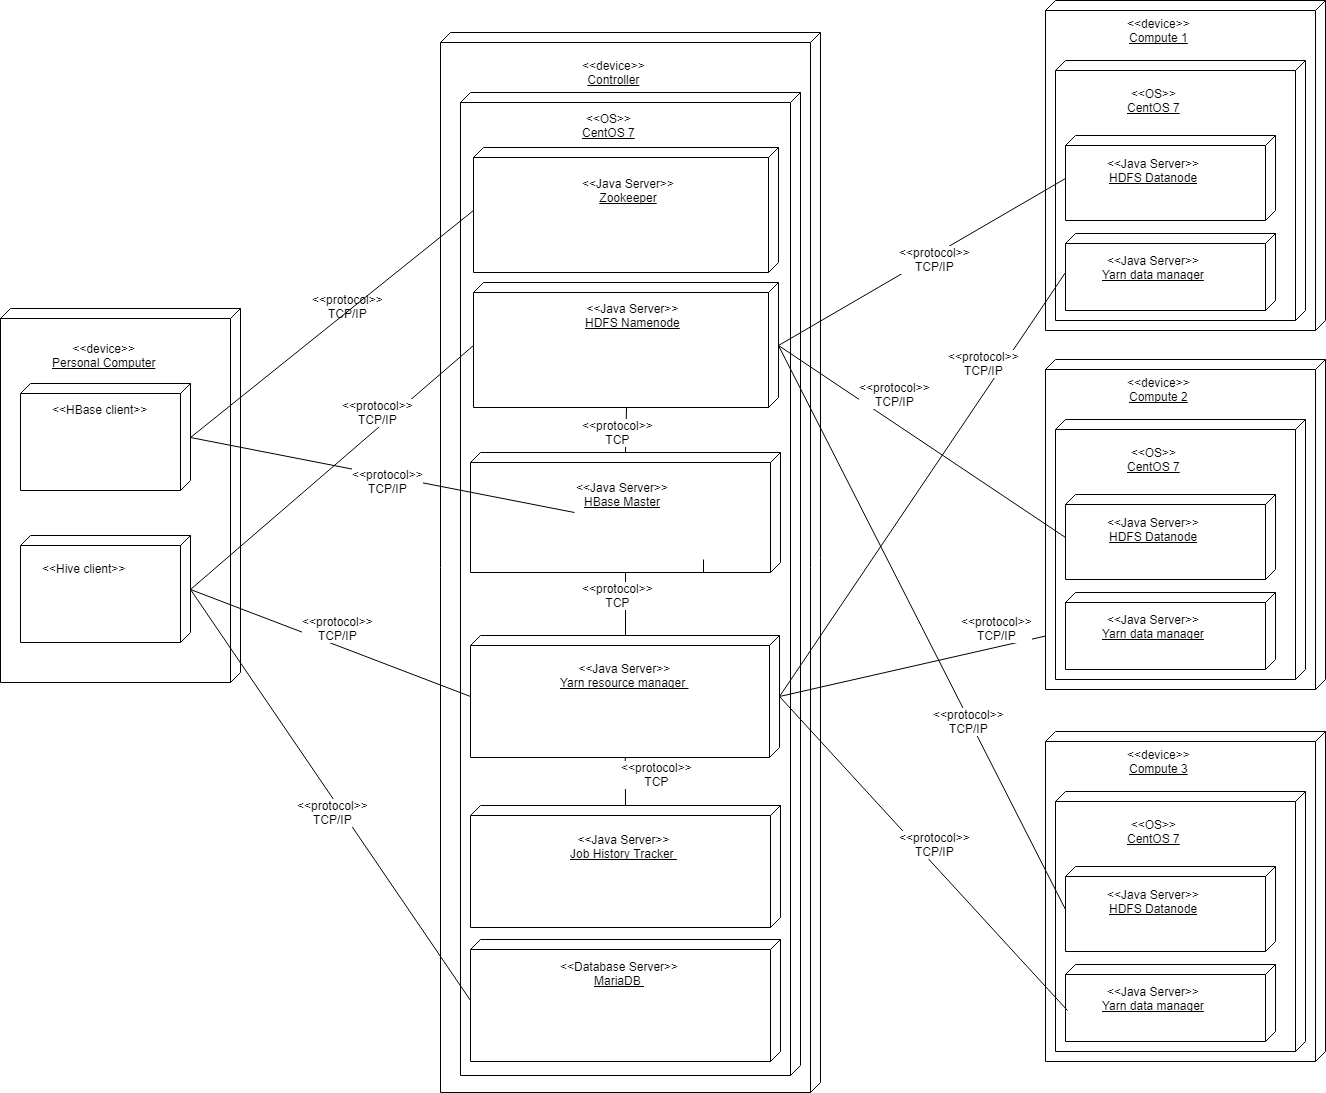 <<device>>
Personal Computer
<<HBase client>>
<<Hive client>>
<<protocol>>
TCP/IP
<<protocol>>
TCP/IP
<<protocol>>
TCP/IP
<<protocol>>
TCP/IP
<<protocol>>
TCP/IP
<<device>>
Controller
<<OS>>
CentOS 7
<<Java Server>>
Zookeeper
<<Java Server>>
HDFS Namenode
<<protocol>>
TCP
<<Java Server>>
HBase Master
<<protocol>>
TCP
<<Java Server>>
Yarn resource manager
<<protocol>>
TCP
<<Java Server>>
Job History Tracker
<<Database Server>>
MariaDB
<<protocol>>
TCP/IP
<<protocol>>
TCP/IP
<<protocol>>
TCP/IP
<<protocol>>
TCP/IP
<<protocol>>
TCP/IP
<<protocol>>
TCP/IP
<<device>>
Compute 1
<<OS>>
CentOS 7
<<Java Server>>
HDFS Datanode
<<Java Server>>
Yarn data manager
<<device>>
Compute 2
<<OS>>
CentOS 7
<<Java Server>>
HDFS Datanode
<<Java Server>>
Yarn data manager
<<device>>
Compute 3
<<OS>>
CentOS 7
<<Java Server>>
HDFS Datanode
<<Java Server>>
Yarn data manager